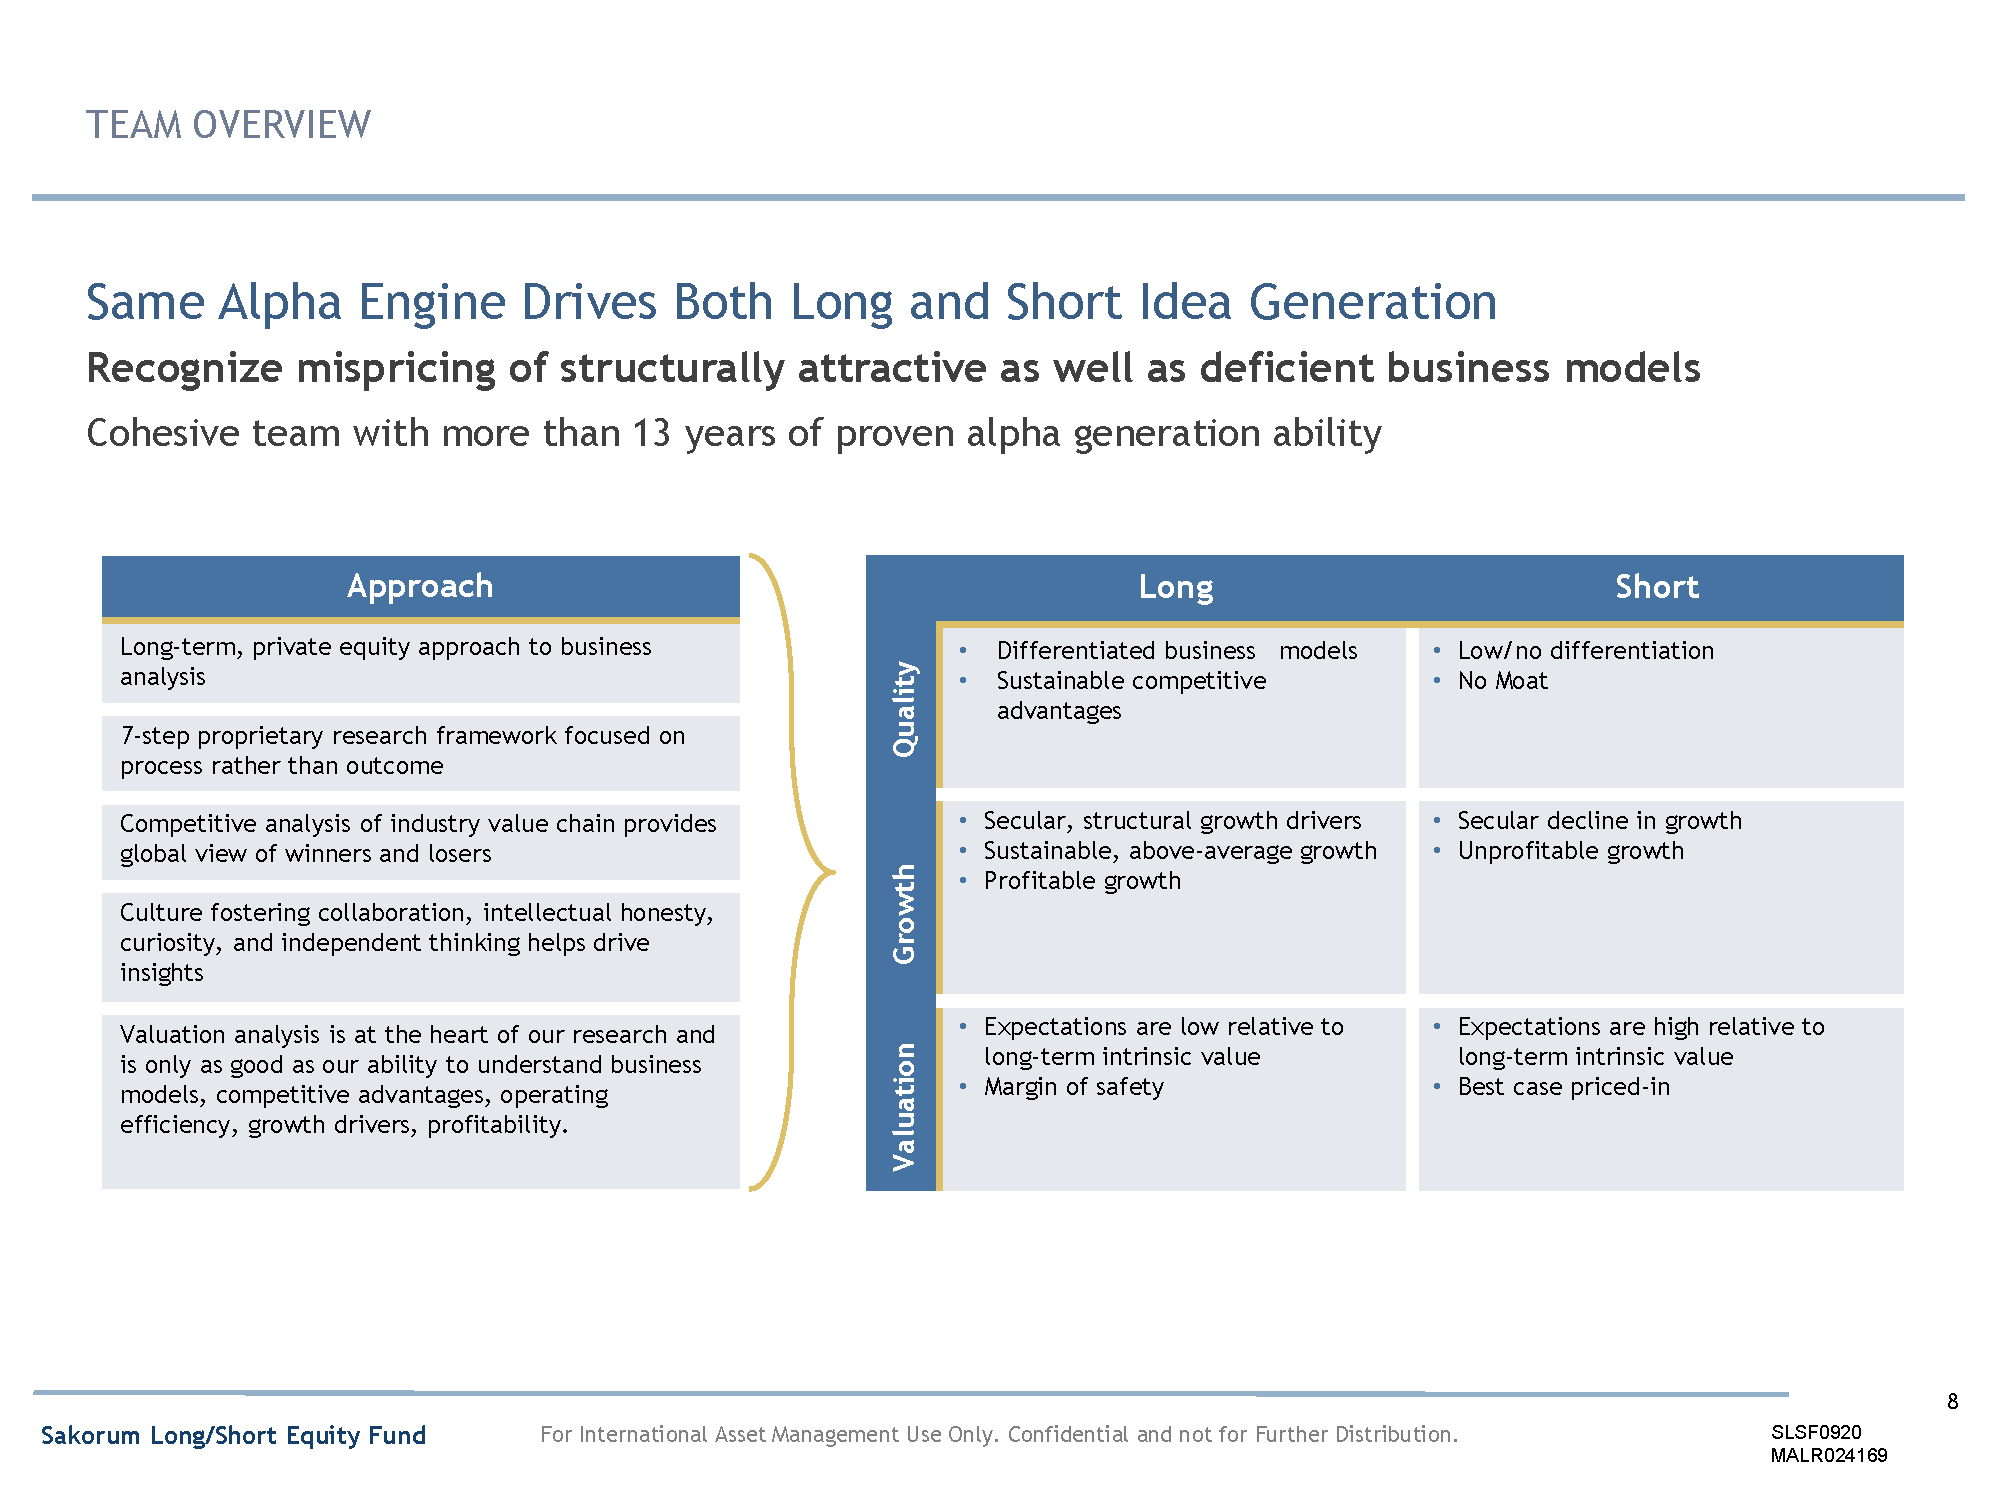 TEAM OVERVIEW
Same Alpha Engine Drives Both Long and Short Idea Generation
Recognize mispricing of structurally attractive as well as deficient business models
Cohesive team with more than 13 years of proven alpha generation ability
Approach
Long-term, private equity approach to business
analysis
7-step proprietary research framework focused on
process rather than outcome
Competitive analysis of industry value chain provides
global view of winners and losers
Culture fostering collaboration, intellectual honesty,
curiosity, and independent thinking helps drive
insights
Valuation analysis is at the heart of our research and
is only as good as our ability to understand business
models, competitive advantages, operating
efficiency, growth drivers, profitability.
Long
Short
Quality
• Differentiated business models
• Sustainable competitive
advantages
• Low/no differentiation
• No Moat
Growth
• Secular, structural growth drivers
• Sustainable, above-average growth
• Profitable growth
• Secular decline in growth
• Unprofitable growth
Valuation
• Expectations are low relative to
long-term intrinsic value
• Margin of safety
• Expectations are high relative to
long-term intrinsic value
• Best case priced-in
8
Sakorum Long/Short Equity Fund
For International Asset Management Use Only. Confidential and not for Further Distribution.
SLSF0920
MALR024169